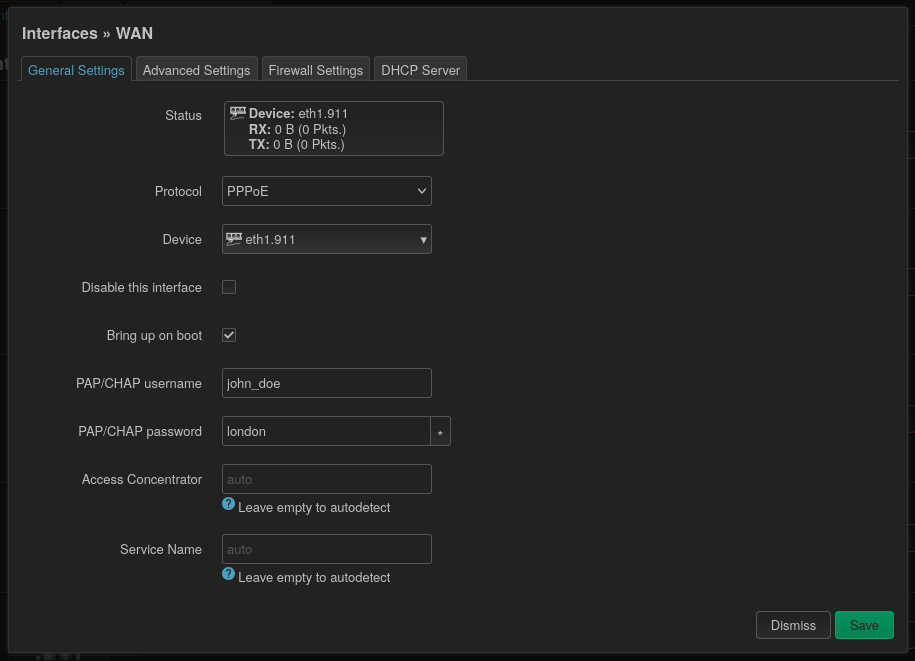 Interfaces » WAN
General Settings
Advanced Settings
Firewall Settings
DHCP Server
Status
Device: eth1.911
RX: 0 B (0 Pkts.)
TX: 0 B (0 Pkts.)
Protocol
PPPoE
Device
eth1.911
Disable this interface
Bring up on boot
PAP/CHAP username
john_doe
PAP/CHAP password
london
*
Access Concentrator
auto
Leave empty to autodetect
Service Name
auto
Leave empty to autodetect
Dismiss
Save